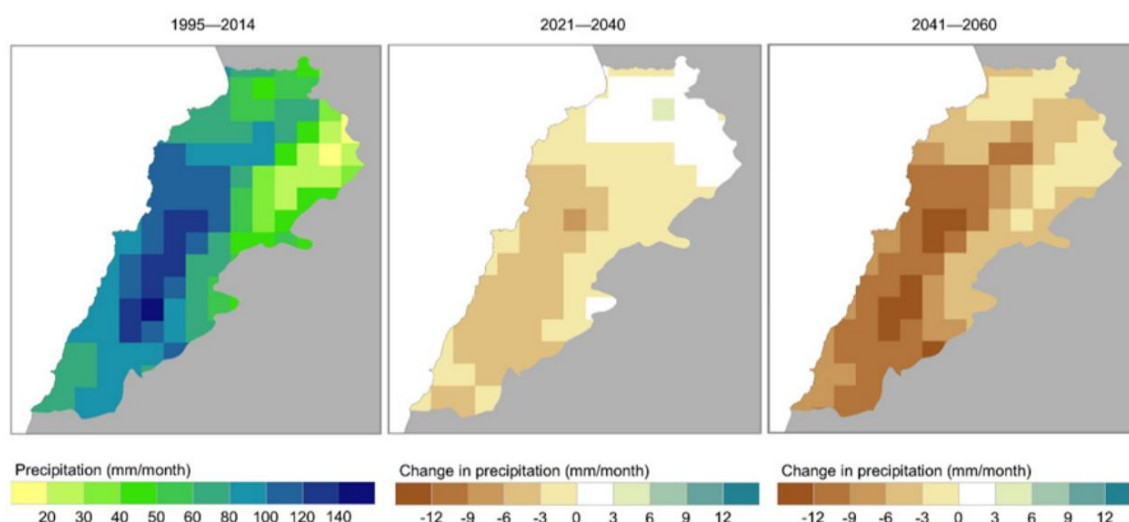 1995—2014
2021—2040
2041—2060
Precipitation (mm/month)
20 30 40 50 60 80 100 120 140
Change in precipitation (mm/month)
-12 -9 -6 -3 0 3 6 9 12
Change in precipitation (mm/month)
-12 -9 -6 -3 0 3 6 9 12